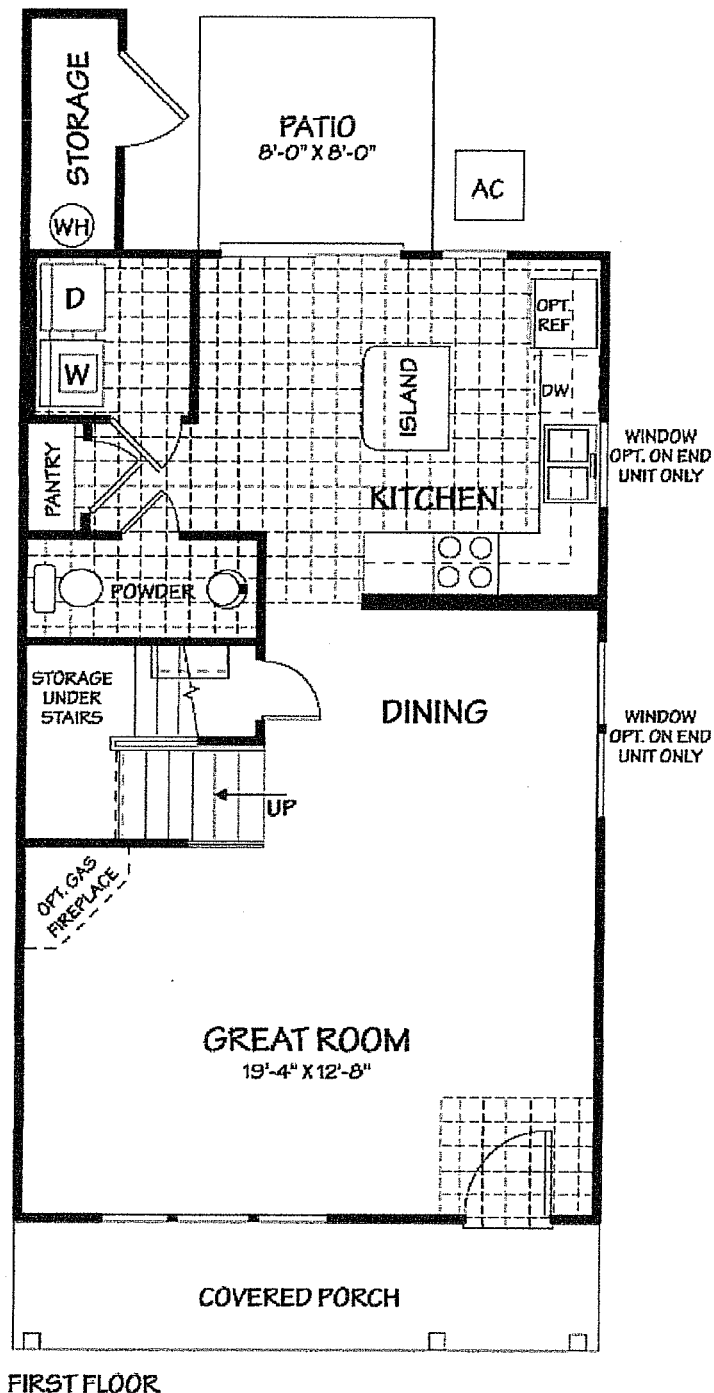 STORAGE
WH
PATIO
8'-0" X 8'-0"
AC
D
W
OPT.
REF.
DW
ISLAND
WINDOW
OPT. ON END
UNIT ONLY
PANTRY
KITCHEN
POWDER
STORAGE
UNDER
STAIRS
DINING
WINDOW
OPT. ON END
UNIT ONLY
UP
OPT. GAS
FIREPLACE
GREAT ROOM
19'-4" X 12'-8"
COVERED PORCH
FIRST FLOOR